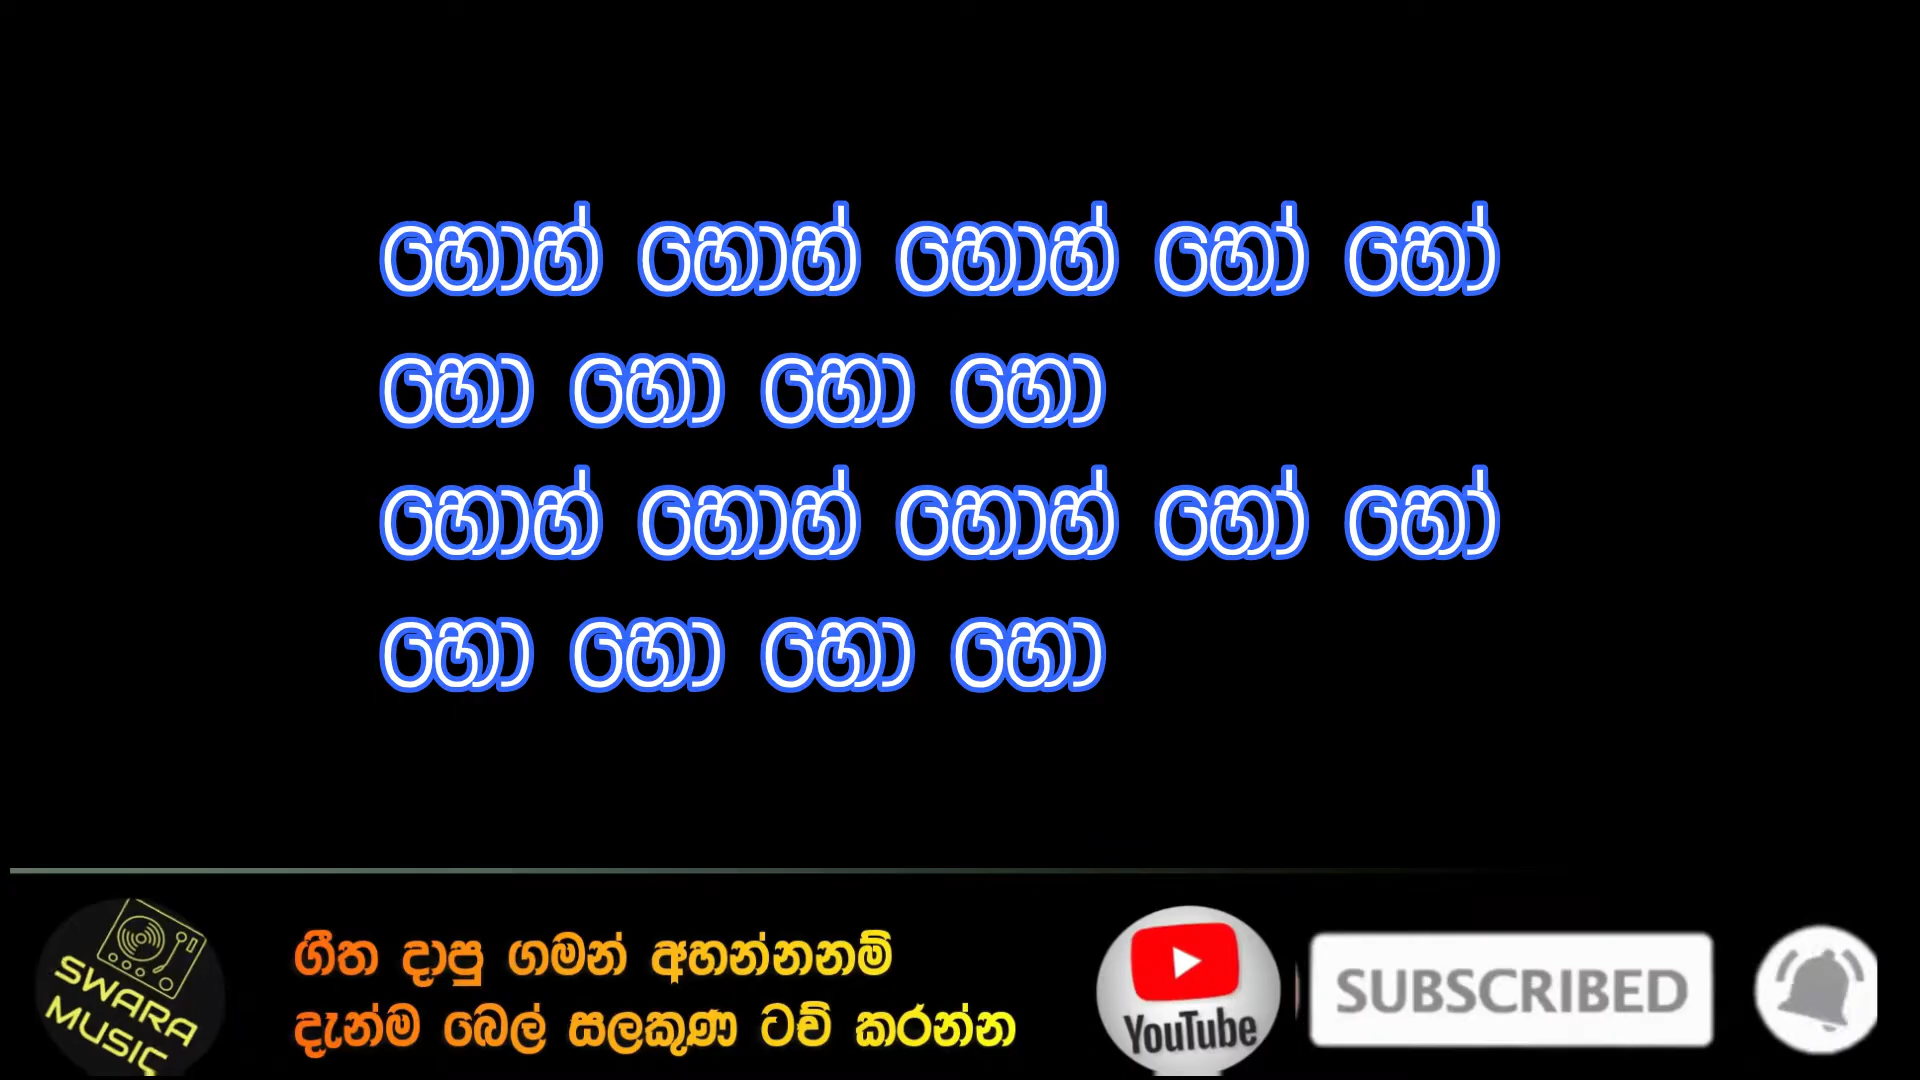 හොහ් හොහ් හොහ් හෝ හෝ
හො හො හො හො
හොහ් හොහ් හොහ් හෝ හෝ
හො හො හො හො
SWARA
MUSIC
ගීත දාපු ගමන් අහන්නනම්
දැන්ම බෙල් සලකුණ ටච් කරන්න
YouTube
SUBSCRIBED